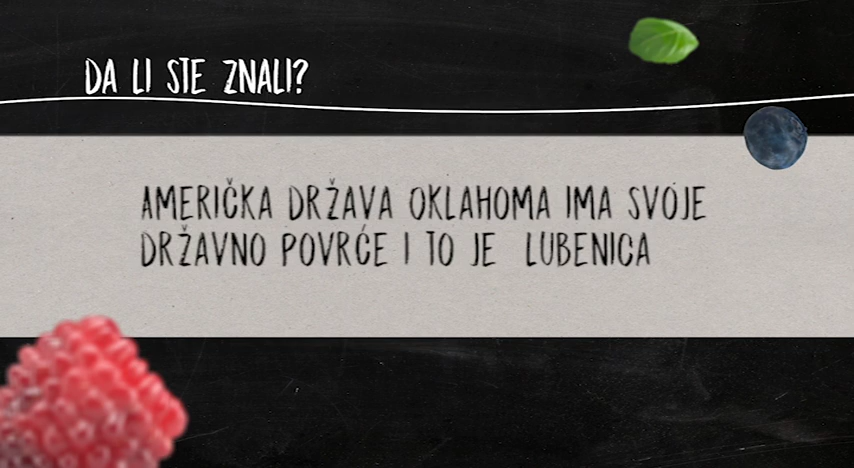 DA LI STE ZNALI?
AMERIČKA DRŽAVA OKLAHOMA IMA SVOJE
DRŽAVNO POVRĆE I TO JE LUBENICA